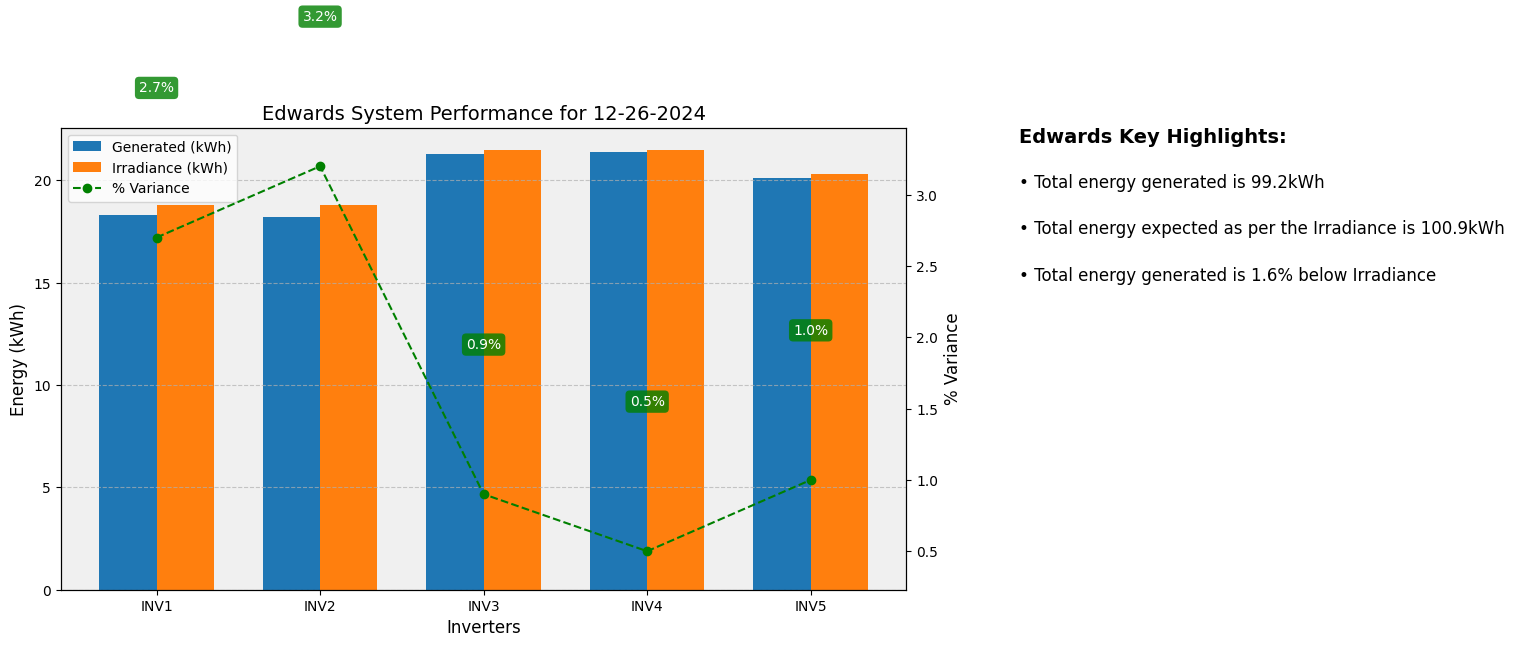 3.2%
2.7%
Edwards System Performance for 12-26-2024
Generated (kWh)
Irradiance (kWh)
% Variance
20
15
10
5
0
Energy (kWh)
0.9%
0.5%
1.0%
3.0
2.5
2.0
1.5
1.0
0.5
% Variance
INV1 INV2 INV3 INV4 INV5
Inverters
Edwards Key Highlights:
• Total energy generated is 99.2kWh
• Total energy expected as per the Irradiance is 100.9kWh
• Total energy generated is 1.6% below Irradiance